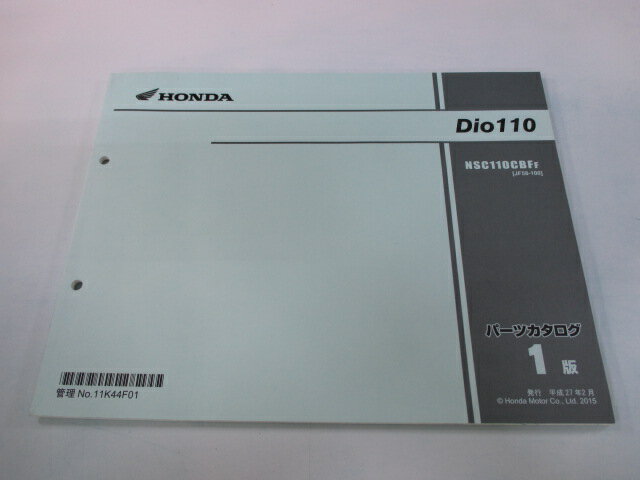 HONDA
Dio110
NSC110CBFF
[JF58-100]
パーツカタログ
1版
発行 平成27年2月
© Honda Motor Co., Ltd. 2015
管理 No.11K44F01